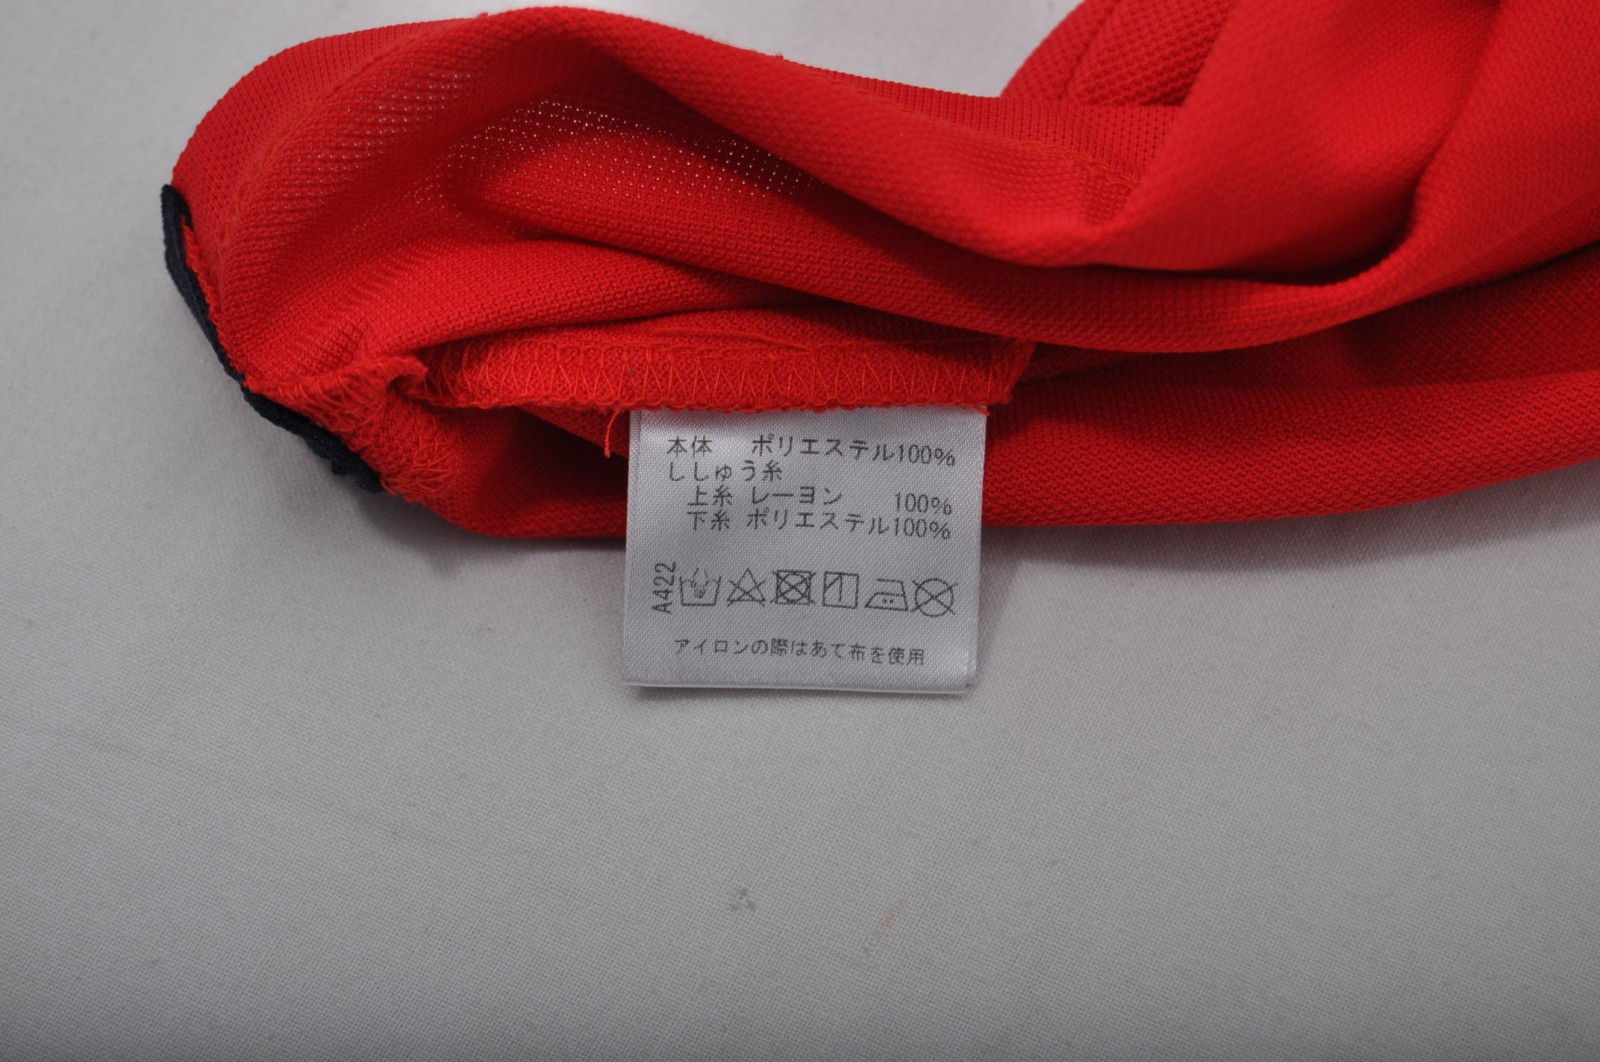 本体 ポリエステル100%
ししゅう糸
上糸 レーヨン 100%
下糸 ポリエステル100%
A422
アイロンの際はあて布を使用